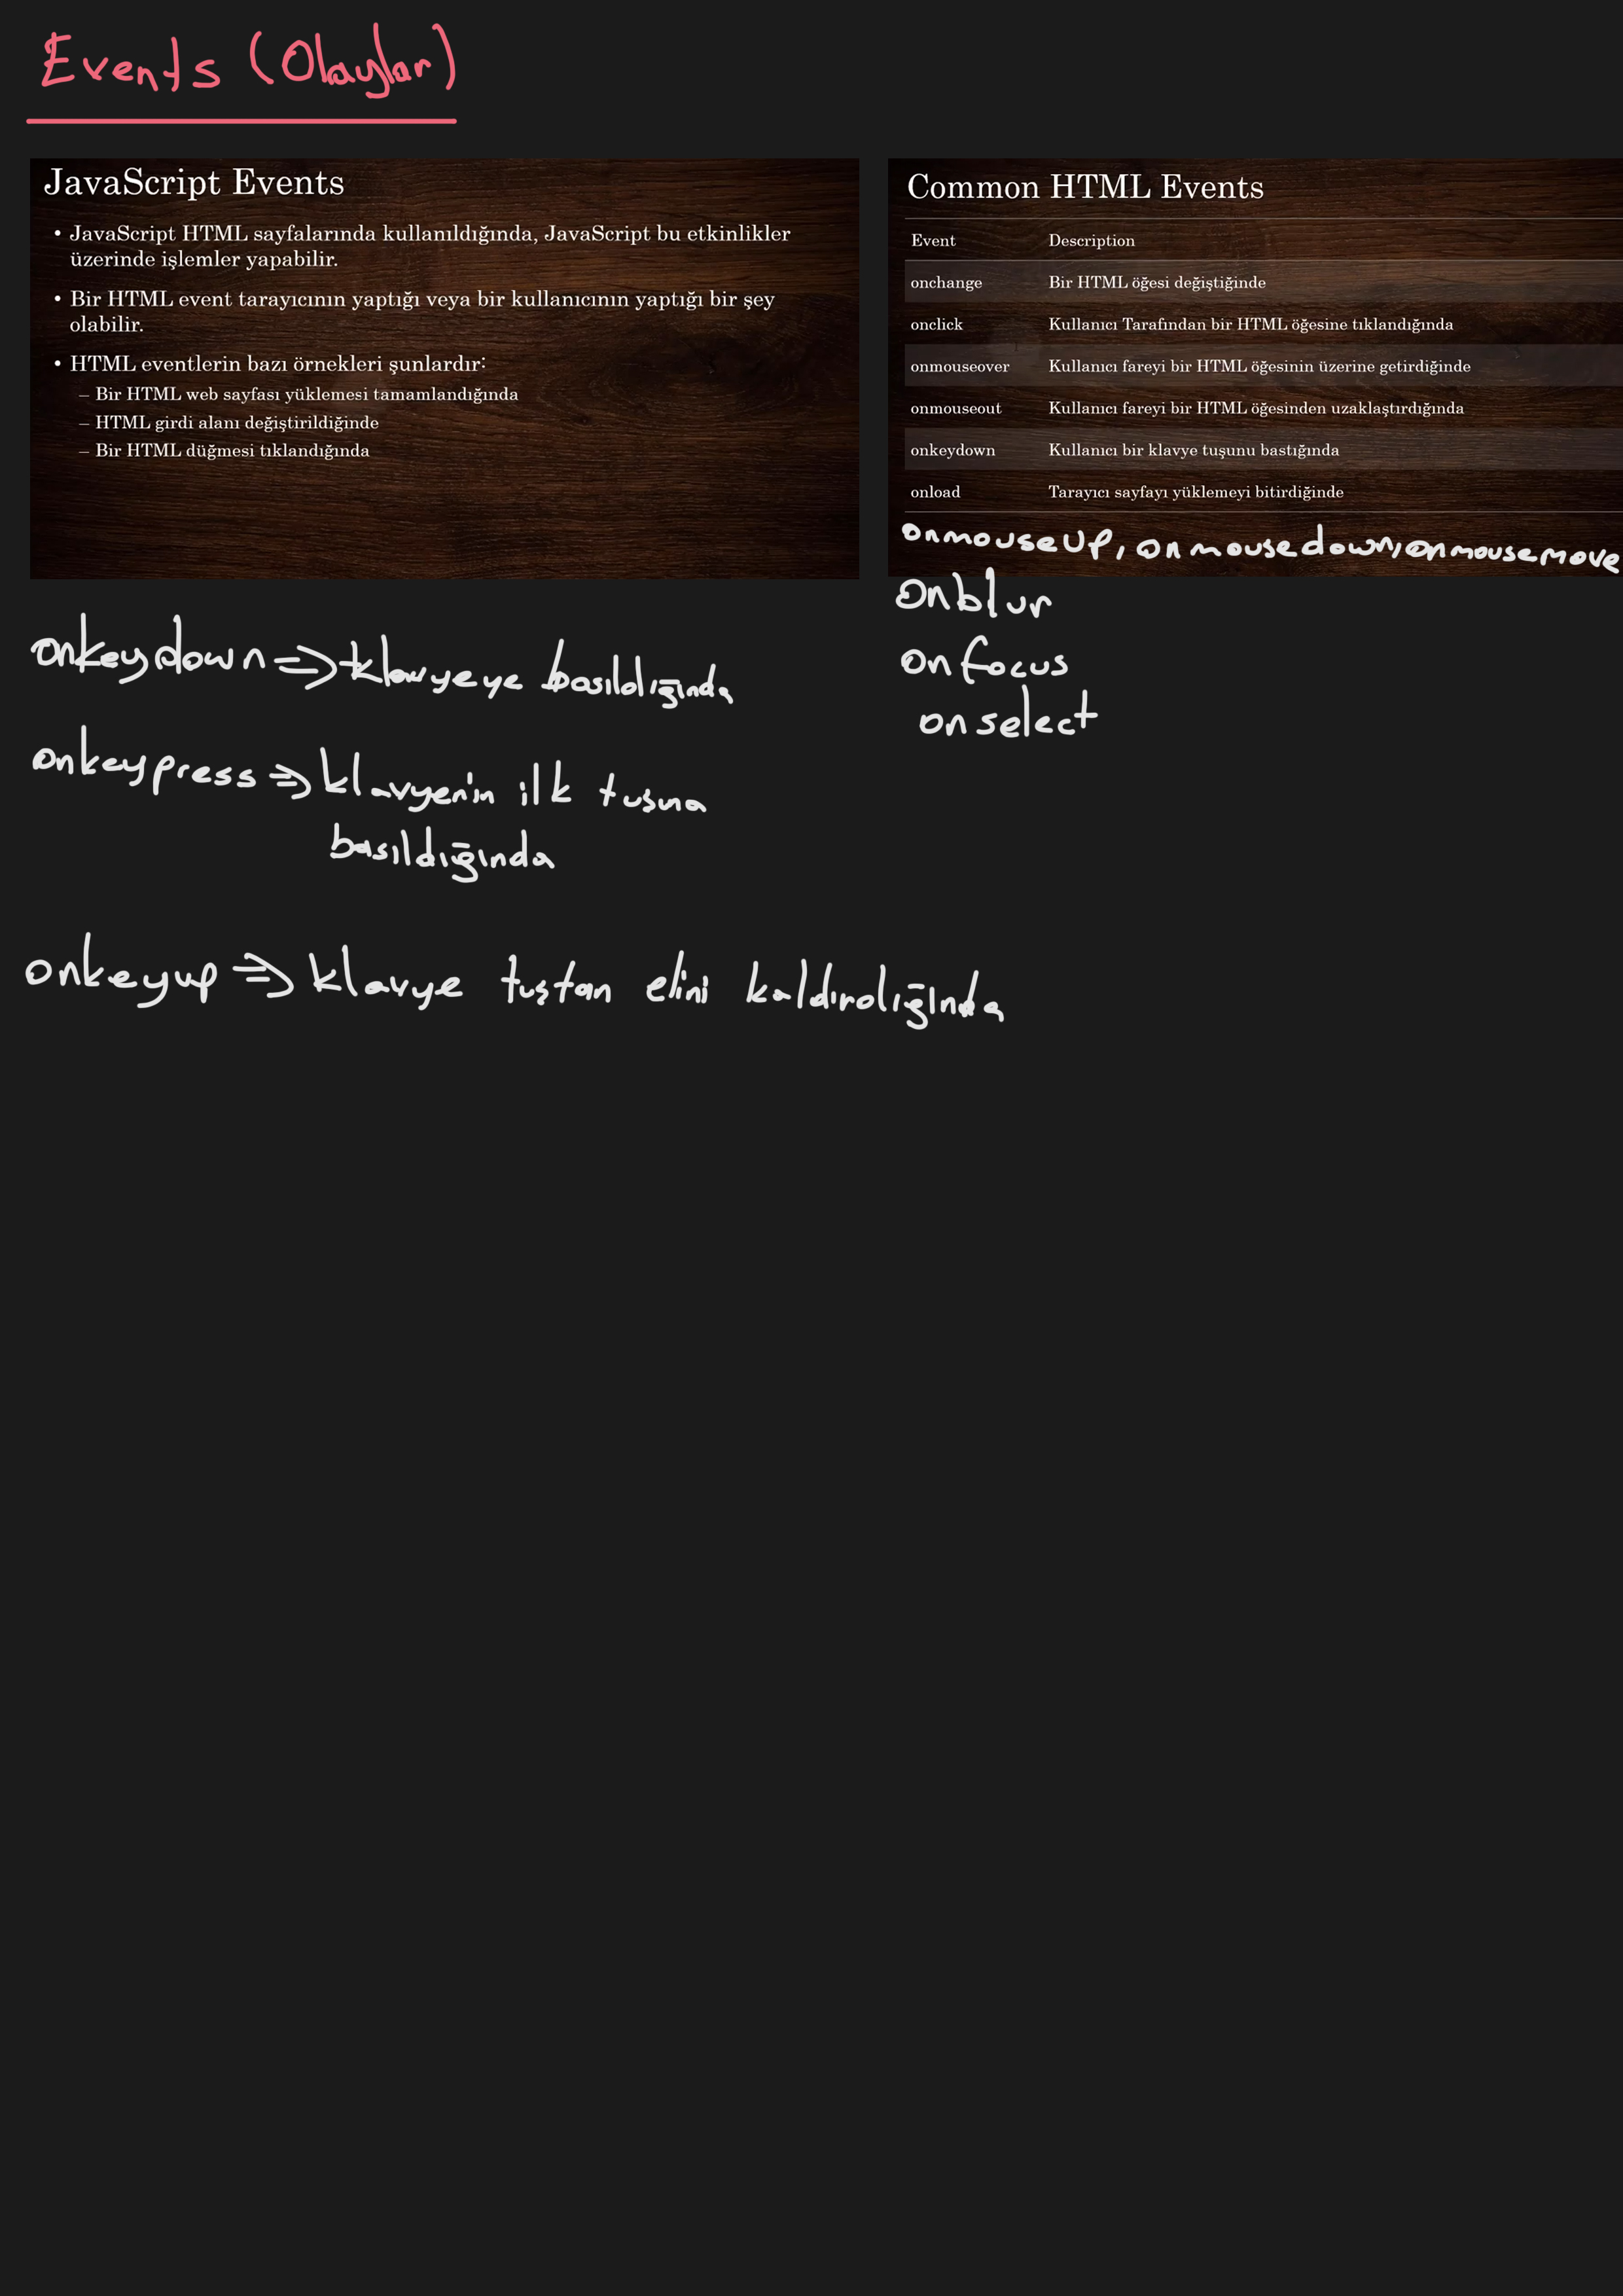 Events (Olaylar)
JavaScript Events
• JavaScript HTML sayfalarında kullanıldığında, JavaScript bu etkinlikler
üzerinde işlemler yapabilir.
• Bir HTML event tarayıcının yaptığı veya bir kullanıcının yaptığı bir şey
olabilir.
• HTML eventlerin bazı örnekleri şunlardır:
– Bir HTML web sayfası yüklemesi tamamlandığında
– HTML girdi alanı değiştirildiğinde
– Bir HTML düğmesi tıklandığında
Common HTML Events
Event Description
onchange Bir HTML öğesi değiştiğinde
onclick Kullanıcı Tarafından bir HTML öğesine tıklandığında
onmouseover Kullanıcı fareyi bir HTML öğesinin üzerine getirdiğinde
onmouseout Kullanıcı fareyi bir HTML öğesinden uzaklaştırdığında
onkeydown Kullanıcı bir klavye tuşunu bastığında
onload Tarayıcı sayfayı yüklemeyi bitirdiğinde
onmouseup, onmousedown, onmousemove
onblur
onfocus
onselect
onkeydown => klavyeye basıldığında
onkeypress => klavyenin ilk tusuna
basıldığında
onkeyup => klavye tuştan elini kaldırdığında